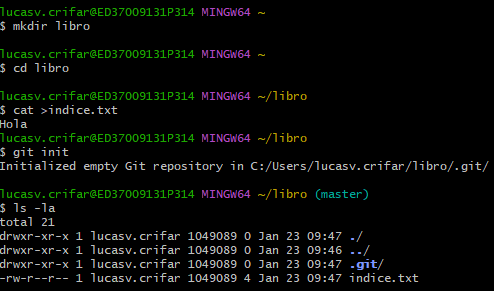 lucasv.crifar@ED37009131P314 MINGW64 ~
$ mkdir libro
lucasv.crifar@ED37009131P314 MINGW64 ~
$ cd libro
lucasv.crifar@ED37009131P314 MINGW64 ~/libro
$ cat >indice.txt
Hola
lucasv.crifar@ED37009131P314 MINGW64 ~/libro
$ git init
Initialized empty Git repository in C:/Users/lucasv.crifar/libro/.git/
lucasv.crifar@ED37009131P314 MINGW64 ~/libro (master)
$ ls -la
total 21
drwxr-xr-x 1 lucasv.crifar 1049089 0 Jan 23 09:47 ./
drwxr-xr-x 1 lucasv.crifar 1049089 0 Jan 23 09:46 ../
drwxr-xr-x 1 lucasv.crifar 1049089 0 Jan 23 09:47 .git/
-rw-r--r-- 1 lucasv.crifar 1049089 4 Jan 23 09:47 indice.txt